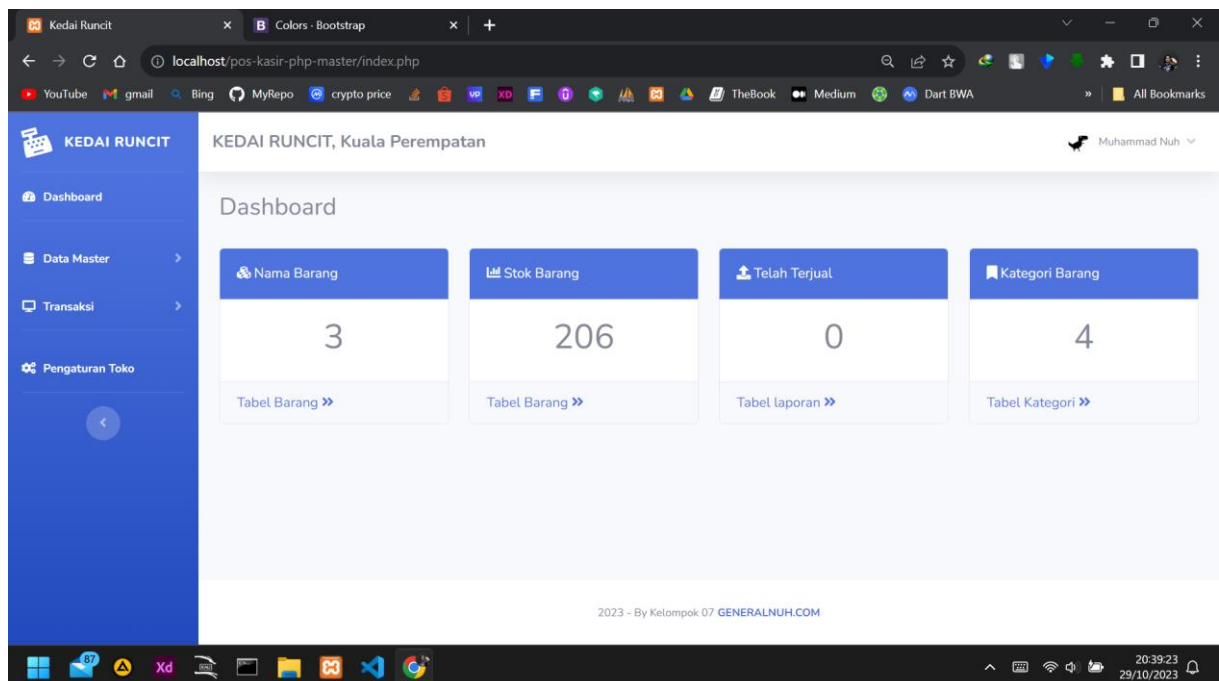 Kedai Runcit
Colors · Bootstrap
localhost/pos-kasir-php-master/index.php
YouTube gmail Bing MyRepo crypto price VP XD TheBook Medium Dart BWA » All Bookmarks
KEDAI RUNCIT
KEDAI RUNCIT, Kuala Perempatan
Muhammad Nuh
Dashboard
Data Master
Transaksi
Pengaturan Toko
Dashboard
Nama Barang
3
Tabel Barang
Stok Barang
206
Tabel Barang
Telah Terjual
0
Tabel laporan
Kategori Barang
4
Tabel Kategori
2023 - By Kelompok 07 GENERALNUH.COM
87
Xd
20:39:23
29/10/2023